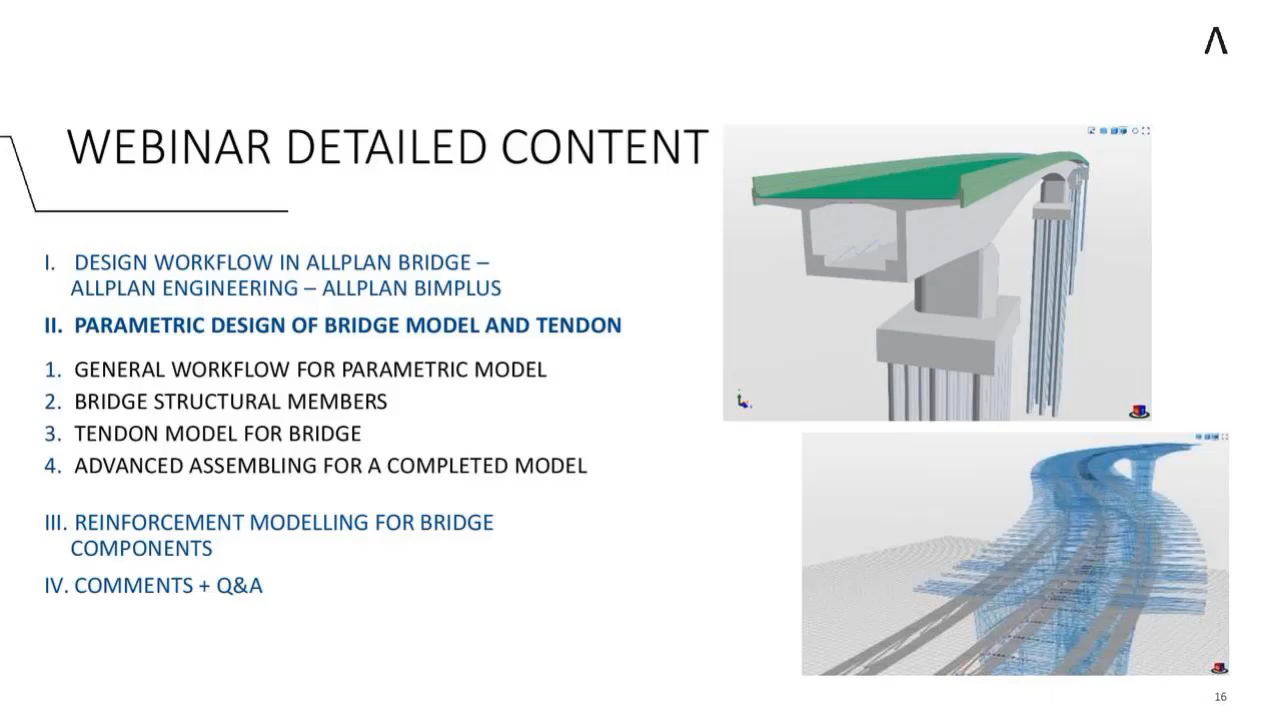 WEBINAR DETAILED CONTENT
I. DESIGN WORKFLOW IN ALLPLAN BRIDGE –
ALLPLAN ENGINEERING – ALLPLAN BIMPLUS
II. PARAMETRIC DESIGN OF BRIDGE MODEL AND TENDON
1. GENERAL WORKFLOW FOR PARAMETRIC MODEL
2. BRIDGE STRUCTURAL MEMBERS
3. TENDON MODEL FOR BRIDGE
4. ADVANCED ASSEMBLING FOR A COMPLETED MODEL
III. REINFORCEMENT MODELLING FOR BRIDGE
COMPONENTS
IV. COMMENTS + Q&A
16